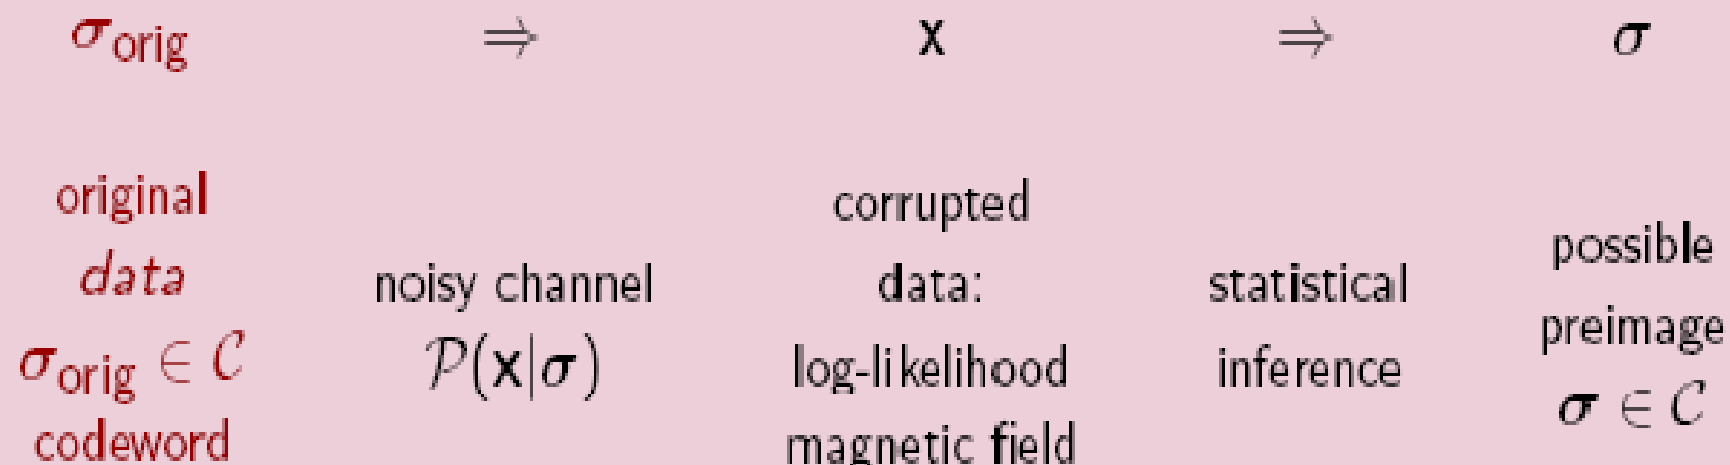 σorig ⇒ x ⇒ σ
original
data
σorig ∈ C
codeword
noisy channel
P(x|σ)
corrupted
data:
log-likelihood
magnetic field
statistical
inference
possible
preimage
σ ∈ C